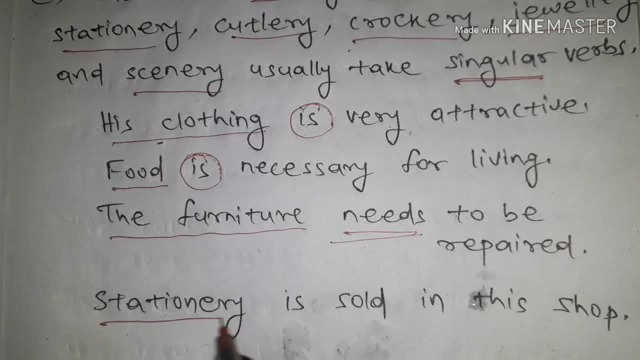 stationery, cutlery, crockery, jewellery
Made with KINEMASTER
and scenery usually take singular verbs.
His clothing is very attractive.
Food is necessary for living.
The furniture needs to be
repaired.
Stationery is sold in this shop.